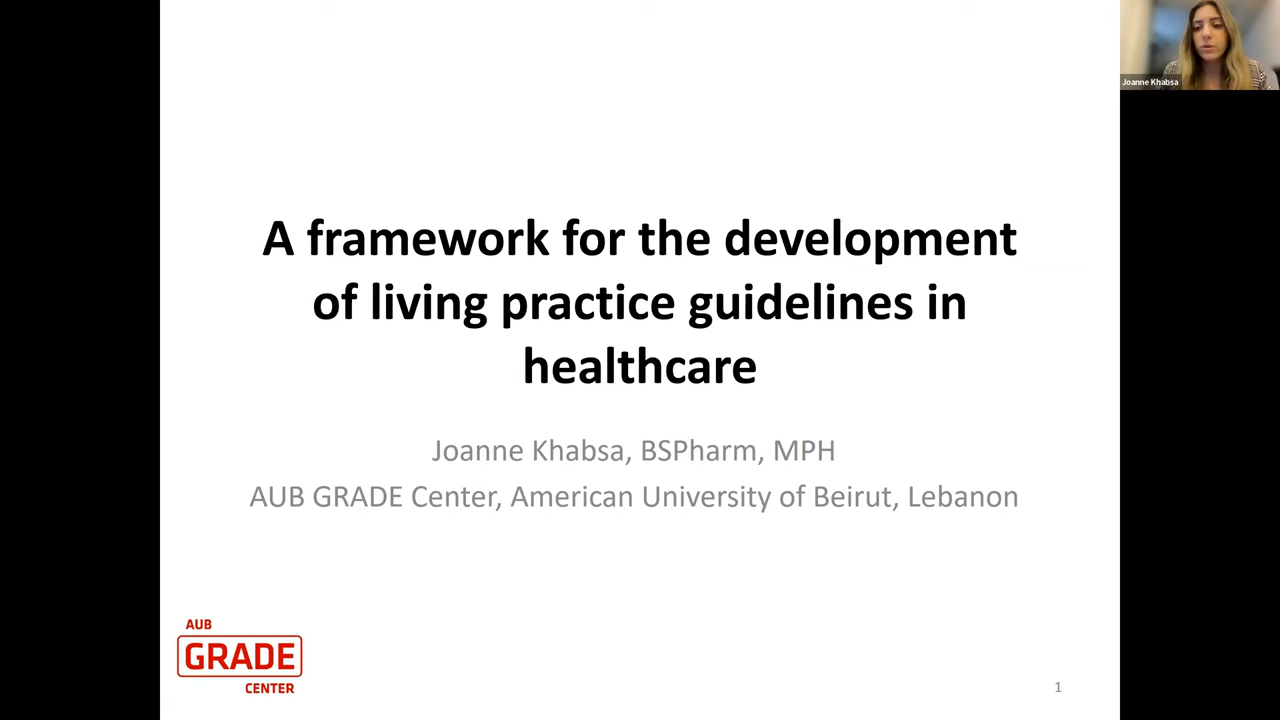 Joanne Khabsa
A framework for the development
of living practice guidelines in
healthcare
Joanne Khabsa, BSPharm, MPH
AUB GRADE Center, American University of Beirut, Lebanon
AUB
GRADE
CENTER
1